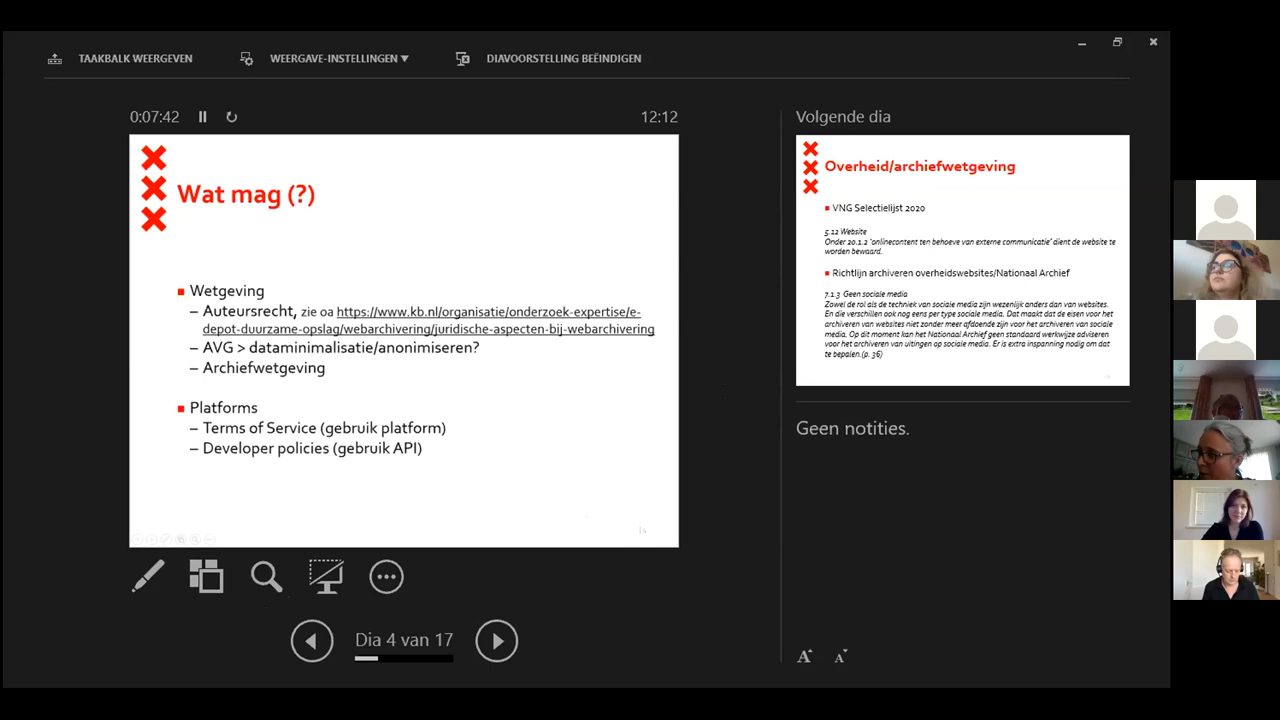 TAAKBALK WEERGEVEN
WEERGAVE-INSTELLINGEN ▼
DIAVOORSTELLING BEËINDIGEN
0:07:42
12:12
Wat mag (?)
Wetgeving
– Auteursrecht, zie oa https://www.kb.nl/organisatie/onderzoek-expertise/e-
depot-duurzame-opslag/webarchivering/juridische-aspecten-bij-webarchivering
– AVG > dataminimalisatie/anonimiseren?
– Archiefwetgeving
Platforms
– Terms of Service (gebruik platform)
– Developer policies (gebruik API)
Dia 4 van 17
Volgende dia
Overheid/archiefwetgeving
VNG Selectielijst 2020
5.12 Website
Onder 20.1.2 'onlinecontent ten behoeve van externe communicatie' dient de website te
worden bewaard.
Richtlijn archiveren overheidswebsites/Nationaal Archief
7.1.3 Geen sociale media
Zowel de rol als de techniek van sociale media zijn wezenlijk anders dan van websites.
En die verschillen ook nog eens per type sociale media. Dat maakt dat de eisen voor het
archiveren van websites niet zonder meer afdoende zijn voor het archiveren van sociale
media. Op dit moment kan het Nationaal Archief geen standaard werkwijze adviseren
voor het archiveren van uitingen op sociale media. Er is extra inspanning nodig om dat
te bepalen.(p. 36)
Geen notities.
A A